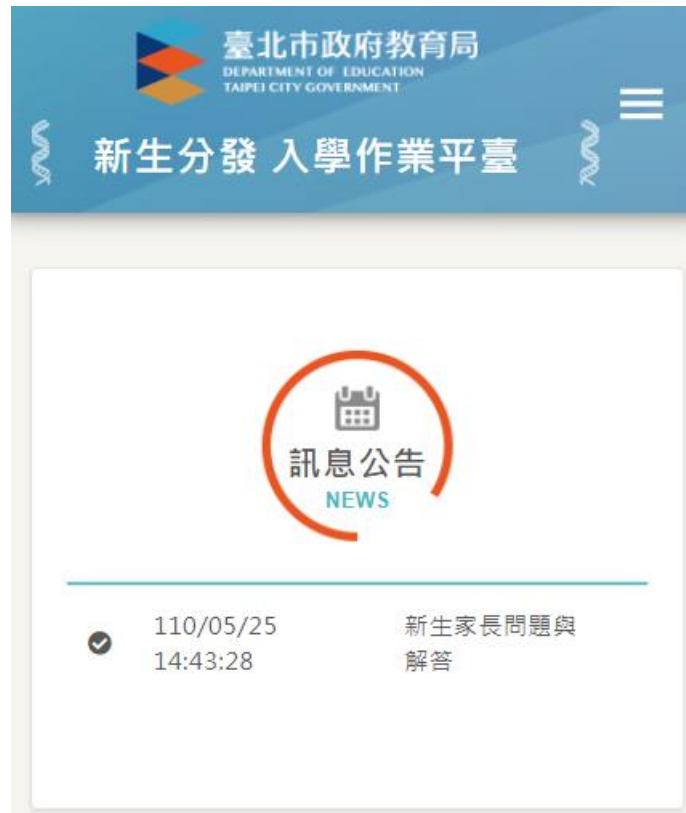 臺北市政府教育局
DEPARTMENT OF EDUCATION
TAIPEI CITY GOVERNMENT
新生分發 入學作業平臺
訊息公告
NEWS
110/05/25
14:43:28
新生家長問題與
解答